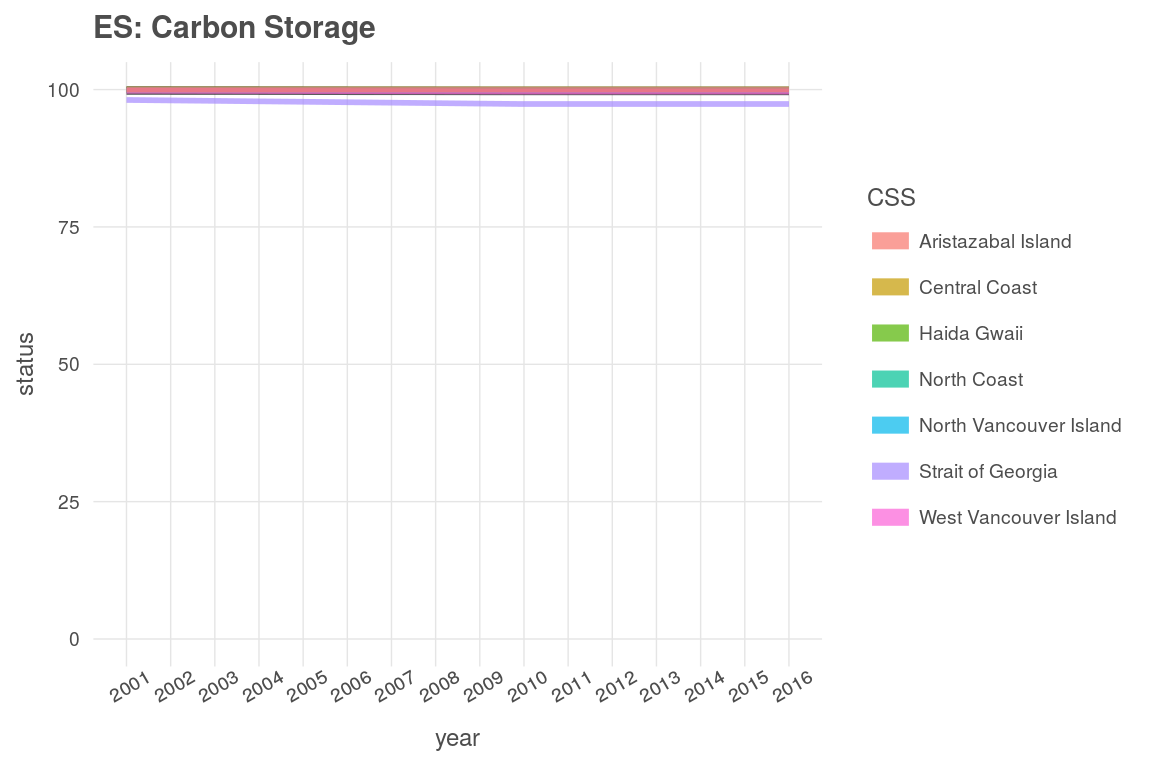 ES: Carbon Storage
100
75
50
25
0
status
2001 2002 2003 2004 2005 2006 2007 2008 2009 2010 2011 2012 2013 2014 2015 2016
year
CSS
Aristazabal Island
Central Coast
Haida Gwaii
North Coast
North Vancouver Island
Strait of Georgia
West Vancouver Island